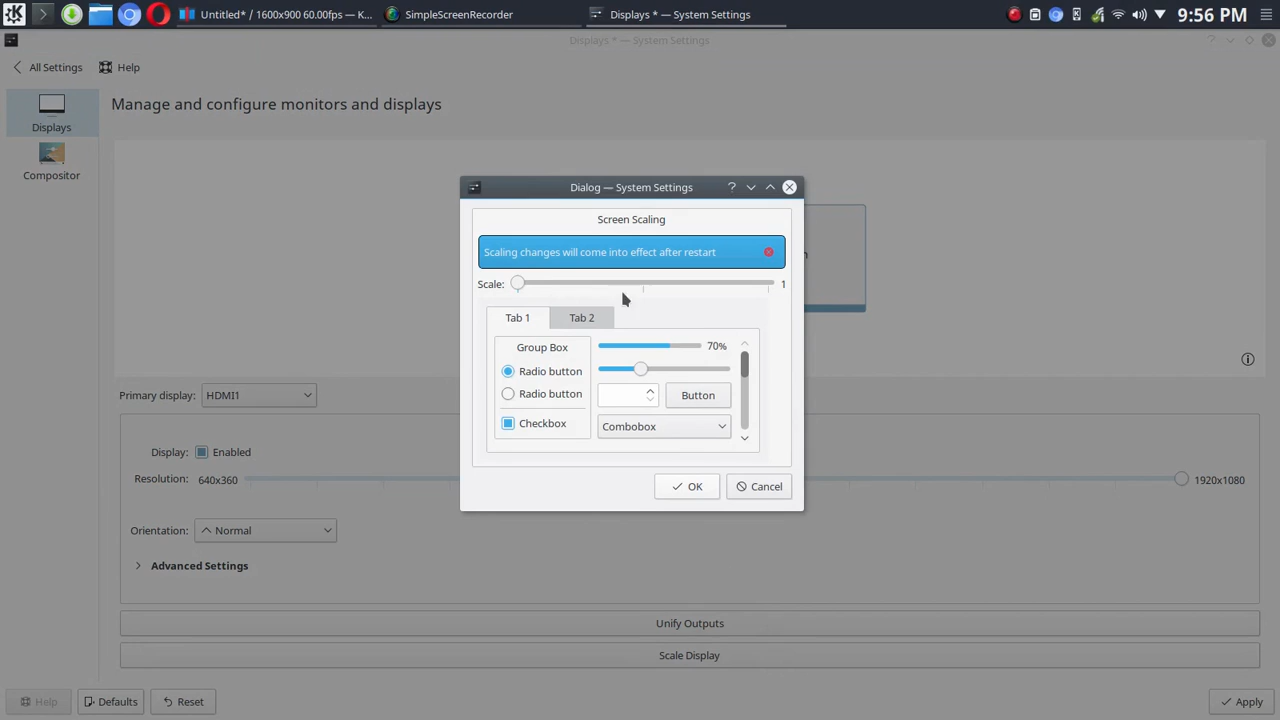 Untitled* / 1600x900 60.00fps — K...
SimpleScreenRecorder
Displays * — System Settings
9:56 PM
Displays * — System Settings
All Settings
Help
Displays
Compositor
Manage and configure monitors and displays
Dialog — System Settings
Screen Scaling
Scaling changes will come into effect after restart
Scale:
1
Tab 1
Tab 2
Group Box
70%
Radio button
Radio button
Button
Checkbox
Combobox
OK
Cancel
Primary display:
HDMI1
Display:
Enabled
Resolution:
640x360
1920x1080
Orientation:
Normal
Advanced Settings
Unify Outputs
Scale Display
Help
Defaults
Reset
Apply